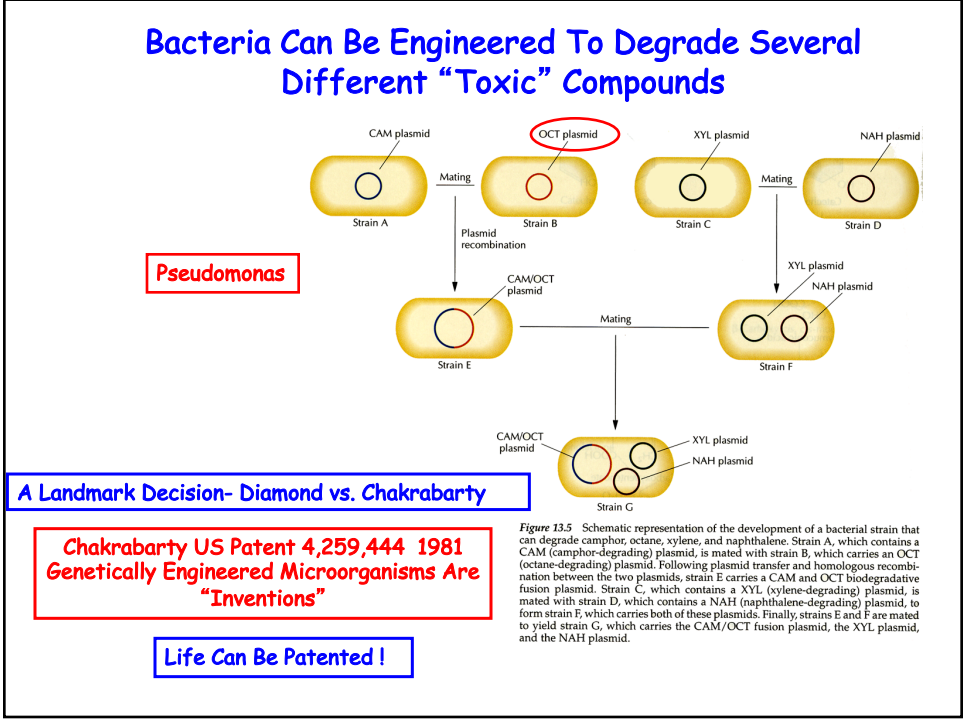 Bacteria Can Be Engineered To Degrade Several
Different “Toxic” Compounds
CAM plasmid
OCT plasmid
XYL plasmid
NAH plasmid
Mating
Mating
Strain A
Strain B
Strain C
Strain D
Plasmid
recombination
Pseudomonas
CAM/OCT
plasmid
XYL plasmid
NAH plasmid
Mating
Strain E
Strain F
CAM/OCT
plasmid
XYL plasmid
NAH plasmid
Strain G
A Landmark Decision- Diamond vs. Chakrabarty
Chakrabarty US Patent 4,259,444 1981
Genetically Engineered Microorganisms Are
“Inventions”
Life Can Be Patented !
Figure 13.5 Schematic representation of the development of a bacterial strain that
can degrade camphor, octane, xylene, and naphthalene. Strain A, which contains a
CAM (camphor-degrading) plasmid, is mated with strain B, which carries an OCT
(octane-degrading) plasmid. Following plasmid transfer and homologous recombi-
nation between the two plasmids, strain E carries a CAM and OCT biodegradative
fusion plasmid. Strain C, which contains a XYL (xylene-degrading) plasmid, is
mated with strain D, which contains a NAH (naphthalene-degrading) plasmid, to
form strain F, which carries both of these plasmids. Finally, strains E and F are mated
to yield strain G, which carries the CAM/OCT fusion plasmid, the XYL plasmid,
and the NAH plasmid.